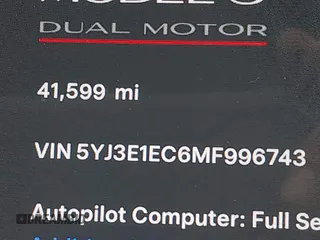 DUAL MOTOR
41,599 mi
VIN 5YJ3E1EC6MF996743
Autopilot Computer: Full Se